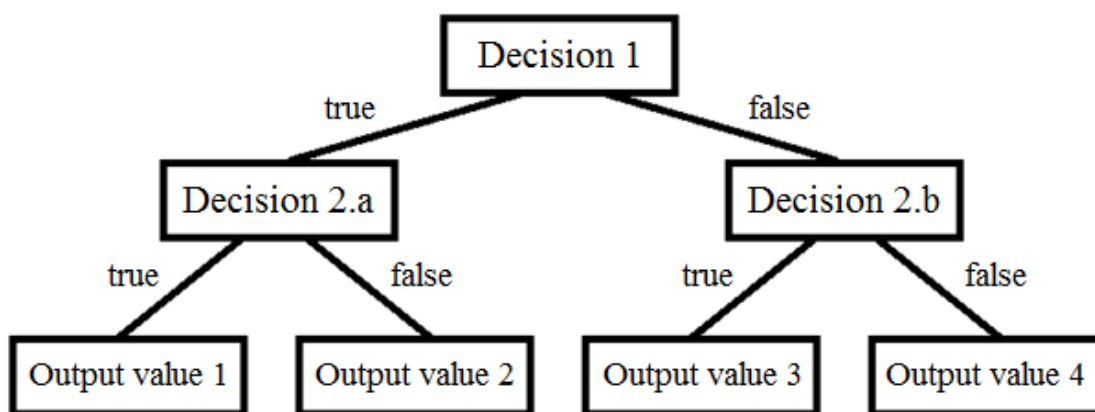 Decision 1
true
false
Decision 2.a
Decision 2.b
true
false
true
false
Output value 1
Output value 2
Output value 3
Output value 4